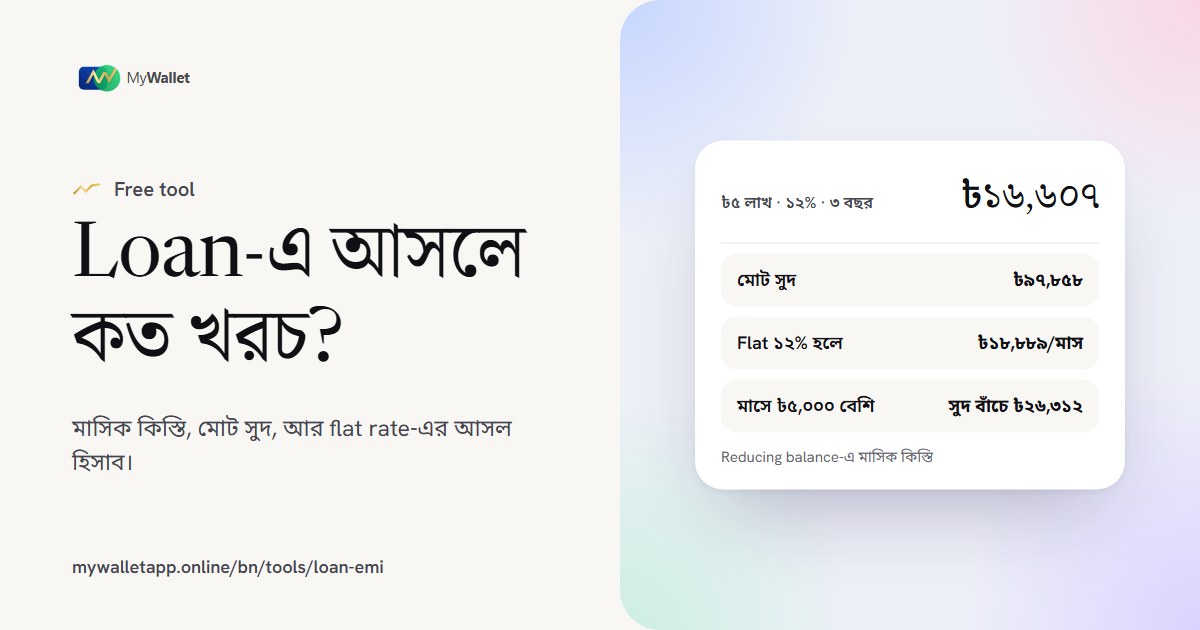 MyWallet
Free tool
Loan-এ আসলে
কত খরচ?
মাসিক কিস্তি, মোট সুদ, আর flat rate-এর আসল
হিসাব।
mywalletapp.online/bn/tools/loan-emi
৳৫ লাখ · ১২% · ৩ বছর ৳১৬,৬০৭
মোট সুদ ৳৯৭,৮৫৮
Flat ১২% হলে ৳১৮,৮৮৯/মাস
মাসে ৳৫,০০০ বেশি সুদ বাঁচে ৳২৬,৩১২
Reducing balance-এ মাসিক কিস্তি